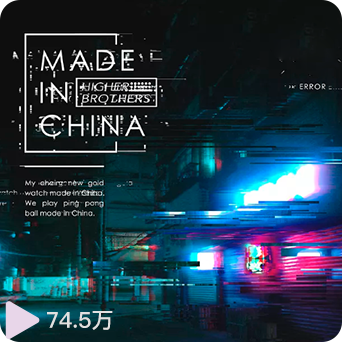 MADE
IN
HIGHER
BROTHERS
CHINA
ERROR
My chains, new gold
watch made in China.
We play ping pong
ball made in China.
74.5万